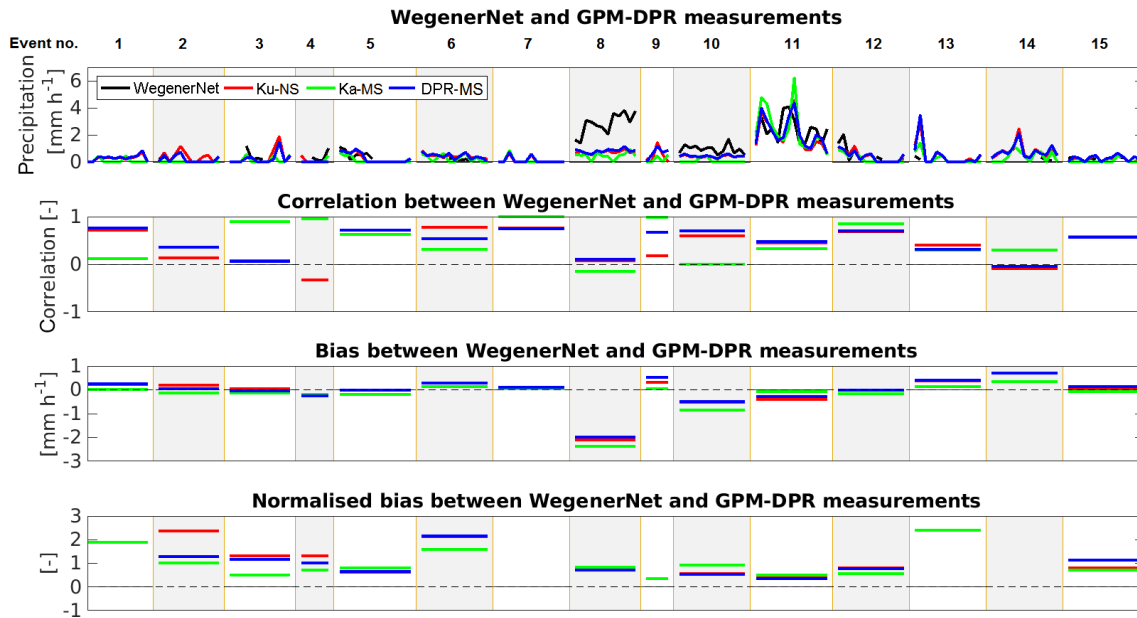 WegenerNet and GPM-DPR measurements
Event no. 1 2 3 4 5 6 7 8 9 10 11 12 13 14 15
Precipitation
[mm h-1]
6
4
2
0
WegenerNet Ku-NS Ka-MS DPR-MS
Correlation between WegenerNet and GPM-DPR measurements
Correlation [-]
1
0
-1
Bias between WegenerNet and GPM-DPR measurements
[mm h-1]
1
0
-1
-2
-3
Normalised bias between WegenerNet and GPM-DPR measurements
[-]
3
2
1
0
-1